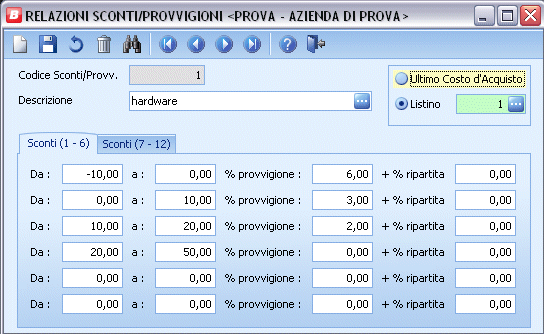 B RELAZIONI SCONTI/PROVVIGIONI <PROVA - AZIENDA DI PROVA>
Codice Sconti/Provv. 1
Descrizione hardware ...
Ultimo Costo d'Acquisto
Listino 1 ...
Sconti (1 - 6) Sconti (7 - 12)
Da : -10,00 a : 0,00 % provvigione : 6,00 + % ripartita 0,00
Da : 0,00 a : 10,00 % provvigione : 3,00 + % ripartita 0,00
Da : 10,00 a : 20,00 % provvigione : 2,00 + % ripartita 0,00
Da : 20,00 a : 50,00 % provvigione : 0,00 + % ripartita 0,00
Da : 0,00 a : 0,00 % provvigione : 0,00 + % ripartita 0,00
Da : 0,00 a : 0,00 % provvigione : 0,00 + % ripartita 0,00